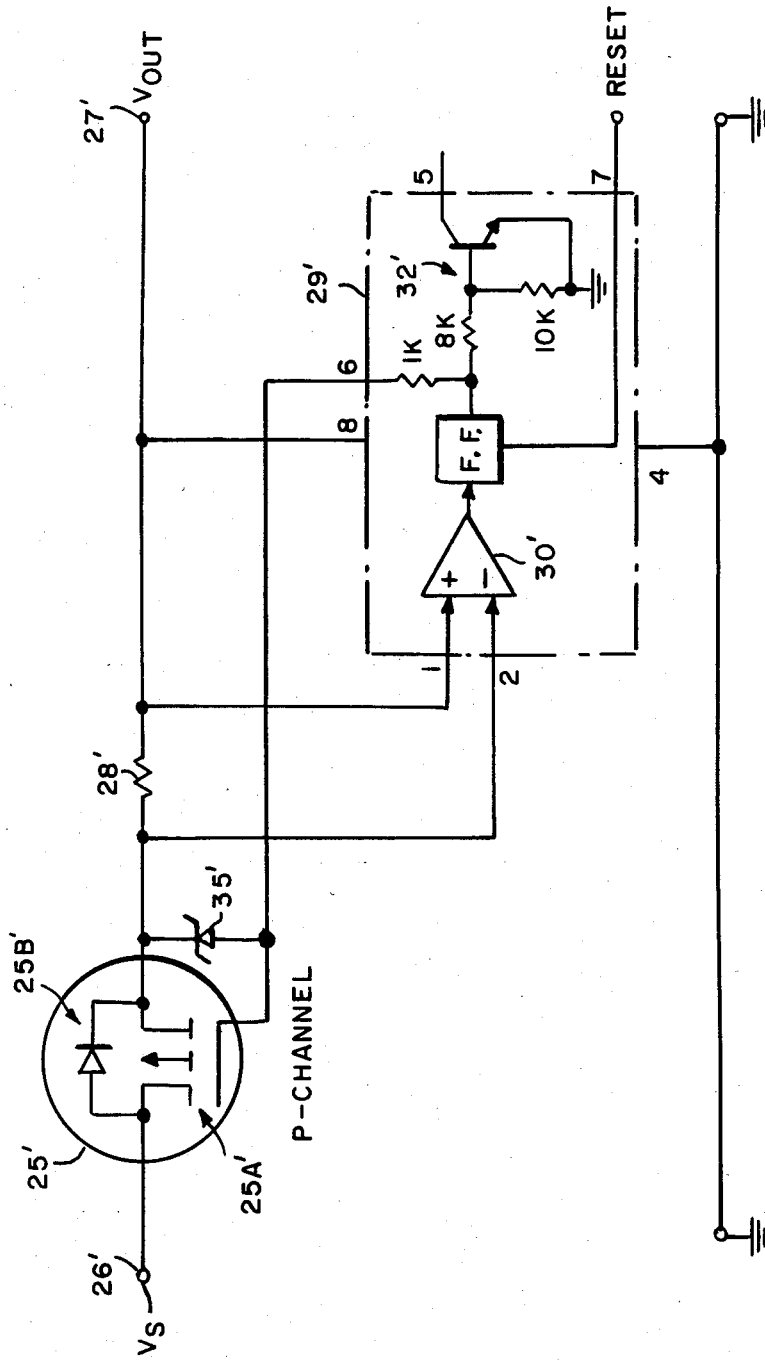 26'
VS
25'
25B'
25A'
P-CHANNEL
35'
28'
27'
VOUT
29'
8
6
1K
8K
10K
32'
5
1
+
2
−
30'
F.F.
7
RESET
4